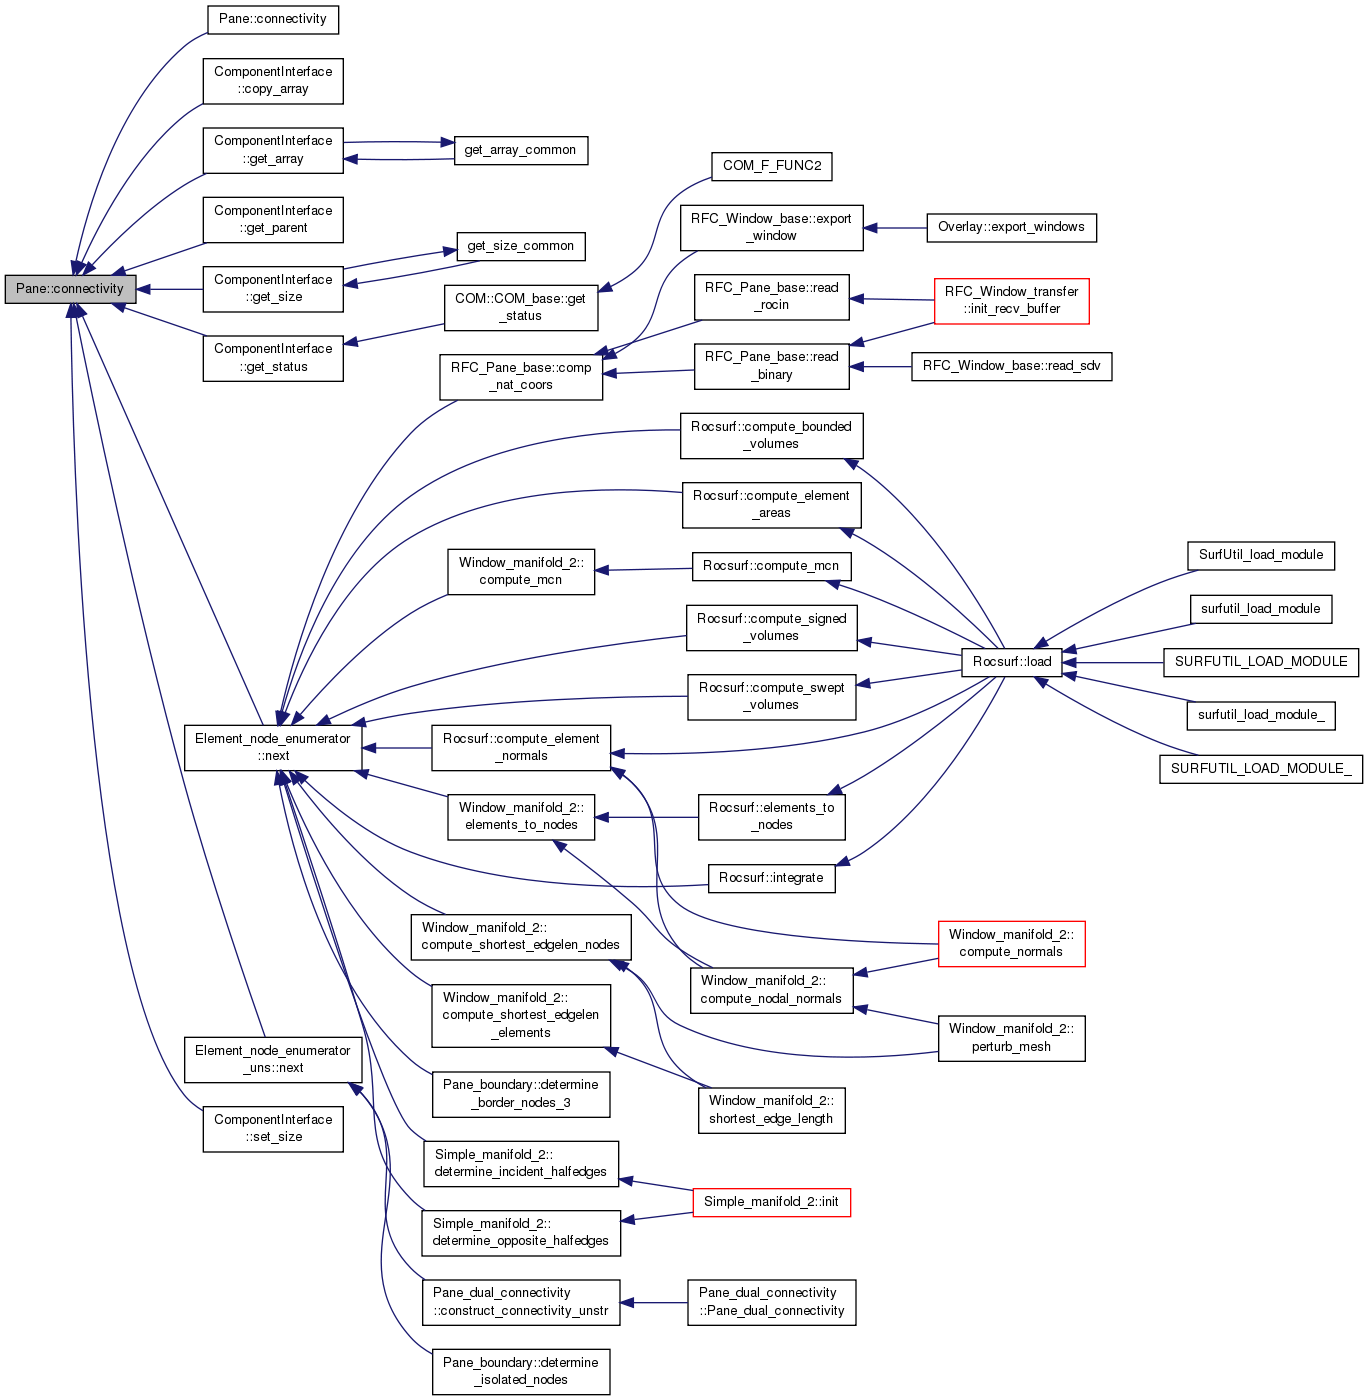 Pane::connectivity
Pane::connectivity
ComponentInterface
::copy_array
ComponentInterface
::get_array
get_array_common
ComponentInterface
::get_parent
ComponentInterface
::get_size
get_size_common
ComponentInterface
::get_status
COM::COM_base::get
_status
COM_F_FUNC2
Element_node_enumerator
::next
RFC_Pane_base::comp
_nat_coors
RFC_Window_base::export
_window
Overlay::export_windows
RFC_Pane_base::read
_rocin
RFC_Window_transfer
::init_recv_buffer
RFC_Pane_base::read
_binary
RFC_Window_base::read_sdv
Rocsurf::compute_bounded
_volumes
Rocsurf::compute_element
_areas
Window_manifold_2::
compute_mcn
Rocsurf::compute_mcn
Rocsurf::compute_signed
_volumes
Rocsurf::compute_swept
_volumes
Rocsurf::load
SurfUtil_load_module
surfutil_load_module
SURFUTIL_LOAD_MODULE
surfutil_load_module_
SURFUTIL_LOAD_MODULE_
Rocsurf::compute_element
_normals
Window_manifold_2::
elements_to_nodes
Rocsurf::elements_to
_nodes
Rocsurf::integrate
Window_manifold_2::
compute_shortest_edgelen_nodes
Window_manifold_2::
compute_normals
Window_manifold_2::
compute_nodal_normals
Window_manifold_2::
perturb_mesh
Window_manifold_2::
compute_shortest_edgelen
_elements
Window_manifold_2::
shortest_edge_length
Pane_boundary::determine
_border_nodes_3
Simple_manifold_2::
determine_incident_halfedges
Simple_manifold_2::init
Simple_manifold_2::
determine_opposite_halfedges
Element_node_enumerator
_uns::next
ComponentInterface
::set_size
Pane_dual_connectivity
::construct_connectivity_unstr
Pane_dual_connectivity
::Pane_dual_connectivity
Pane_boundary::determine
_isolated_nodes